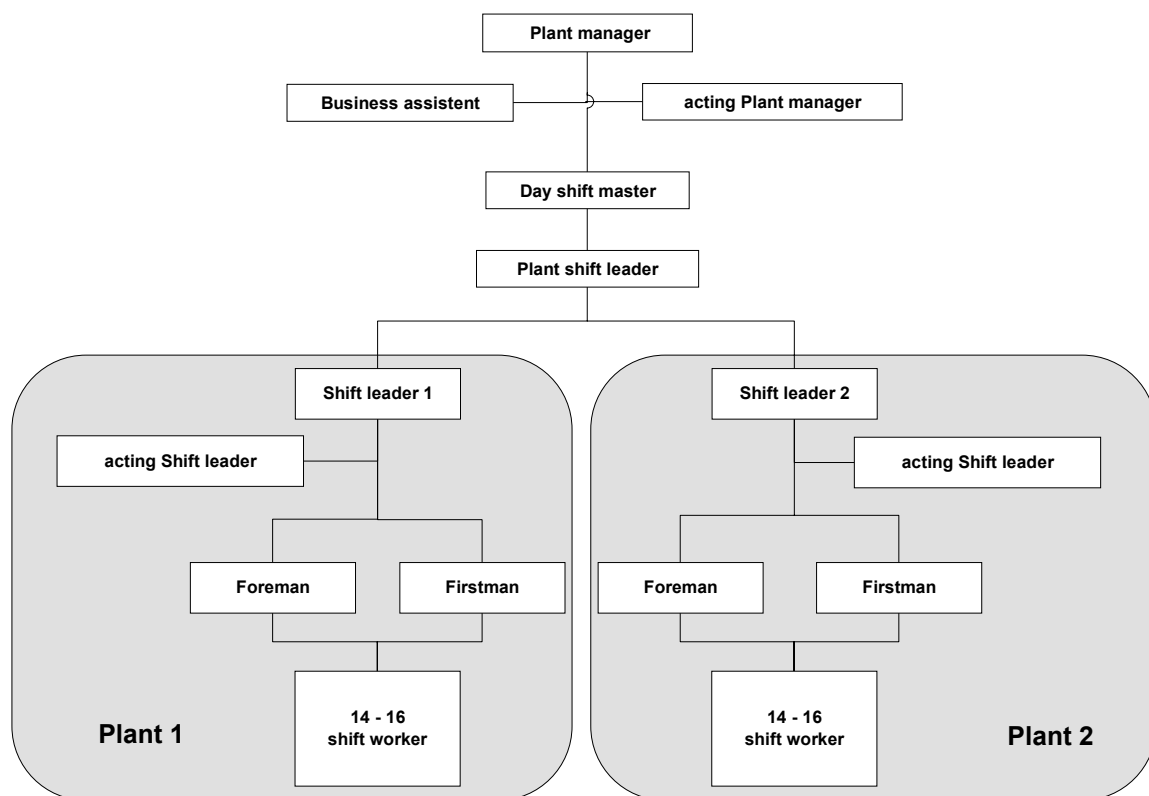 Plant manager
Business assistent
acting Plant manager
Day shift master
Plant shift leader
Shift leader 1
Shift leader 2
acting Shift leader
acting Shift leader
Foreman
Firstman
Foreman
Firstman
14 - 16
shift worker
14 - 16
shift worker
Plant 1
Plant 2